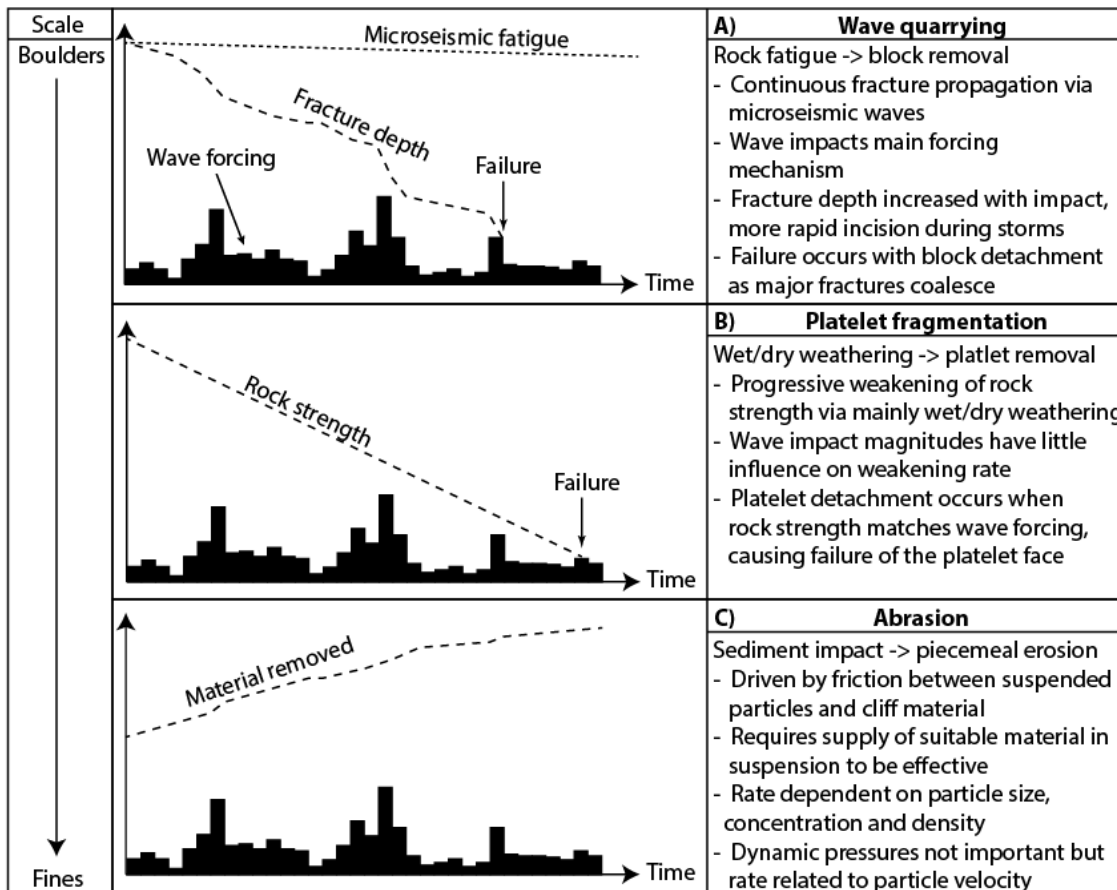 Scale
Boulders
Fines
Microseismic fatigue
Fracture depth
Wave forcing
Failure
Time
A) Wave quarrying
Rock fatigue -> block removal
- Continuous fracture propagation via
microseismic waves
- Wave impacts main forcing
mechanism
- Fracture depth increased with impact,
more rapid incision during storms
- Failure occurs with block detachment
as major fractures coalesce
Rock strength
Failure
Time
B) Platelet fragmentation
Wet/dry weathering -> platlet removal
- Progressive weakening of rock
strength via mainly wet/dry weathering
- Wave impact magnitudes have little
influence on weakening rate
- Platelet detachment occurs when
rock strength matches wave forcing,
causing failure of the platelet face
Material removed
Time
C) Abrasion
Sediment impact -> piecemeal erosion
- Driven by friction between suspended
particles and cliff material
- Requires supply of suitable material in
suspension to be effective
- Rate dependent on particle size,
concentration and density
- Dynamic pressures not important but
rate related to particle velocity